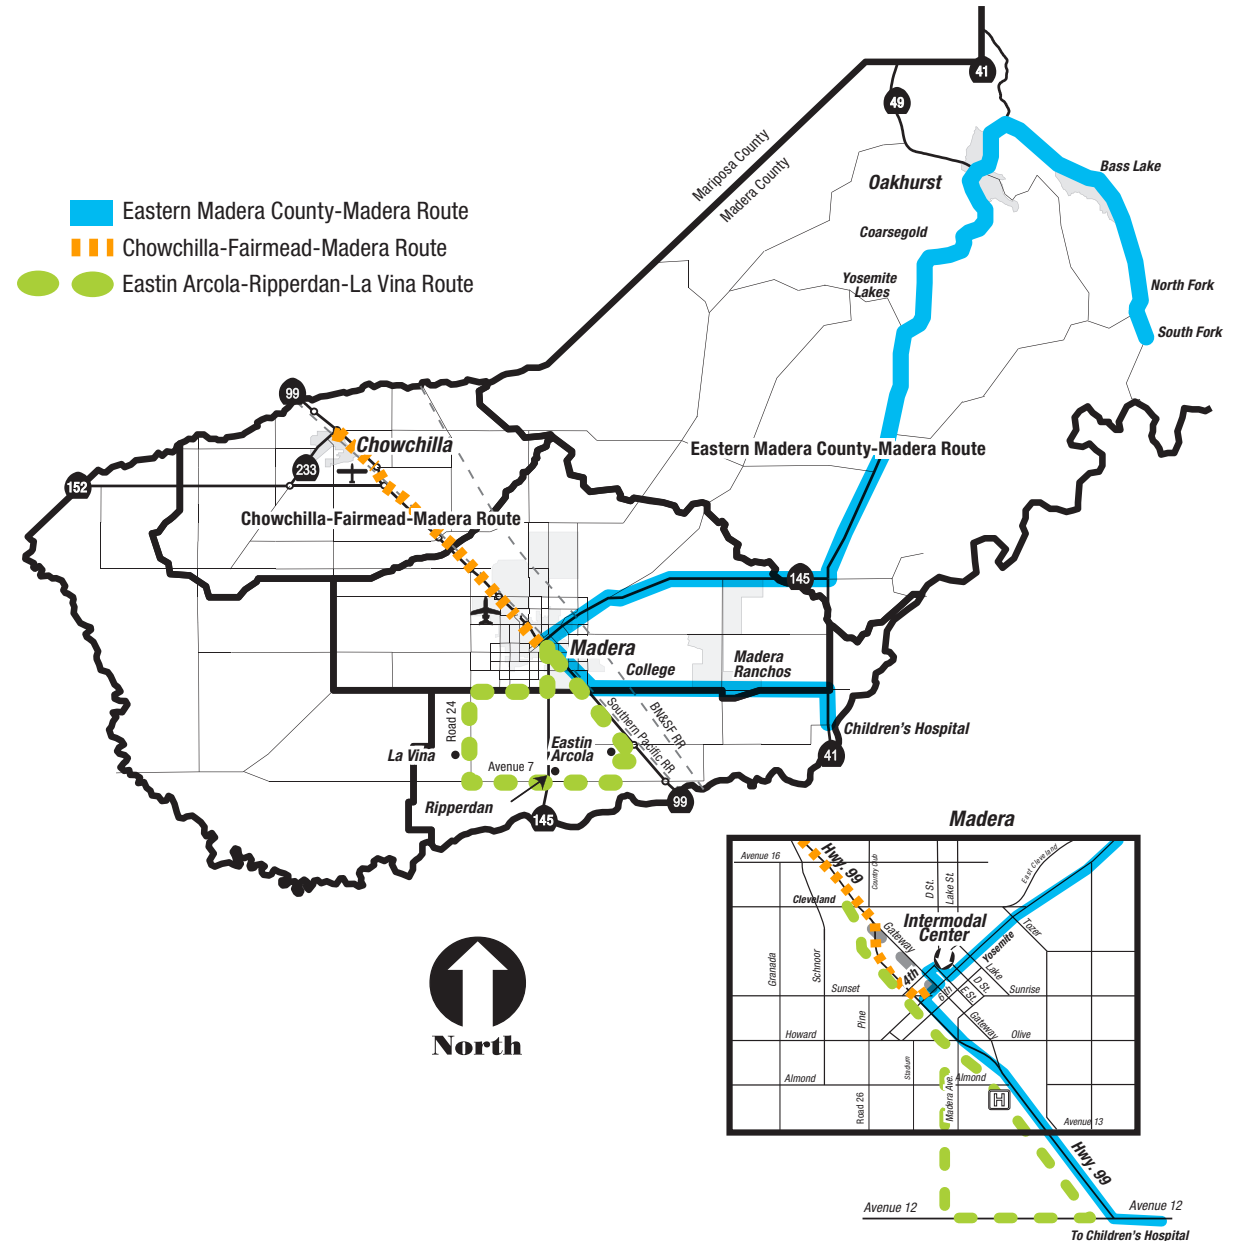 41
49
Mariposa County
Madera County
Bass Lake
Oakhurst
Coarsegold
Yosemite
Lakes
North Fork
South Fork
Eastern Madera County-Madera Route
Chowchilla-Fairmead-Madera Route
Eastin Arcola-Ripperdan-La Vina Route
99
Chowchilla
233
152
Eastern Madera County-Madera Route
Chowchilla-Fairmead-Madera Route
145
Madera
College
Madera
Ranchos
Road 24
Southern Pacific RR
BN&SF RR
Children's Hospital
La Vina
Eastin
Arcola
Avenue 7
41
Ripperdan
99
145
Madera
Avenue 16
Hwy. 99
Country Club
D St.
Lake St.
East Cleveland
Cleveland
Intermodal
Center
Gateway
Tozer
Yosemite
Granada
Schnoor
4th
Lake
D St.
Sunset
6th
E St.
Sunrise
Pine
Gateway
Howard
Olive
Stadium
Almond
Almond
H
Road 26
Madera Ave.
Avenue 13
Hwy. 99
Avenue 12
Avenue 12
To Children's Hospital
North